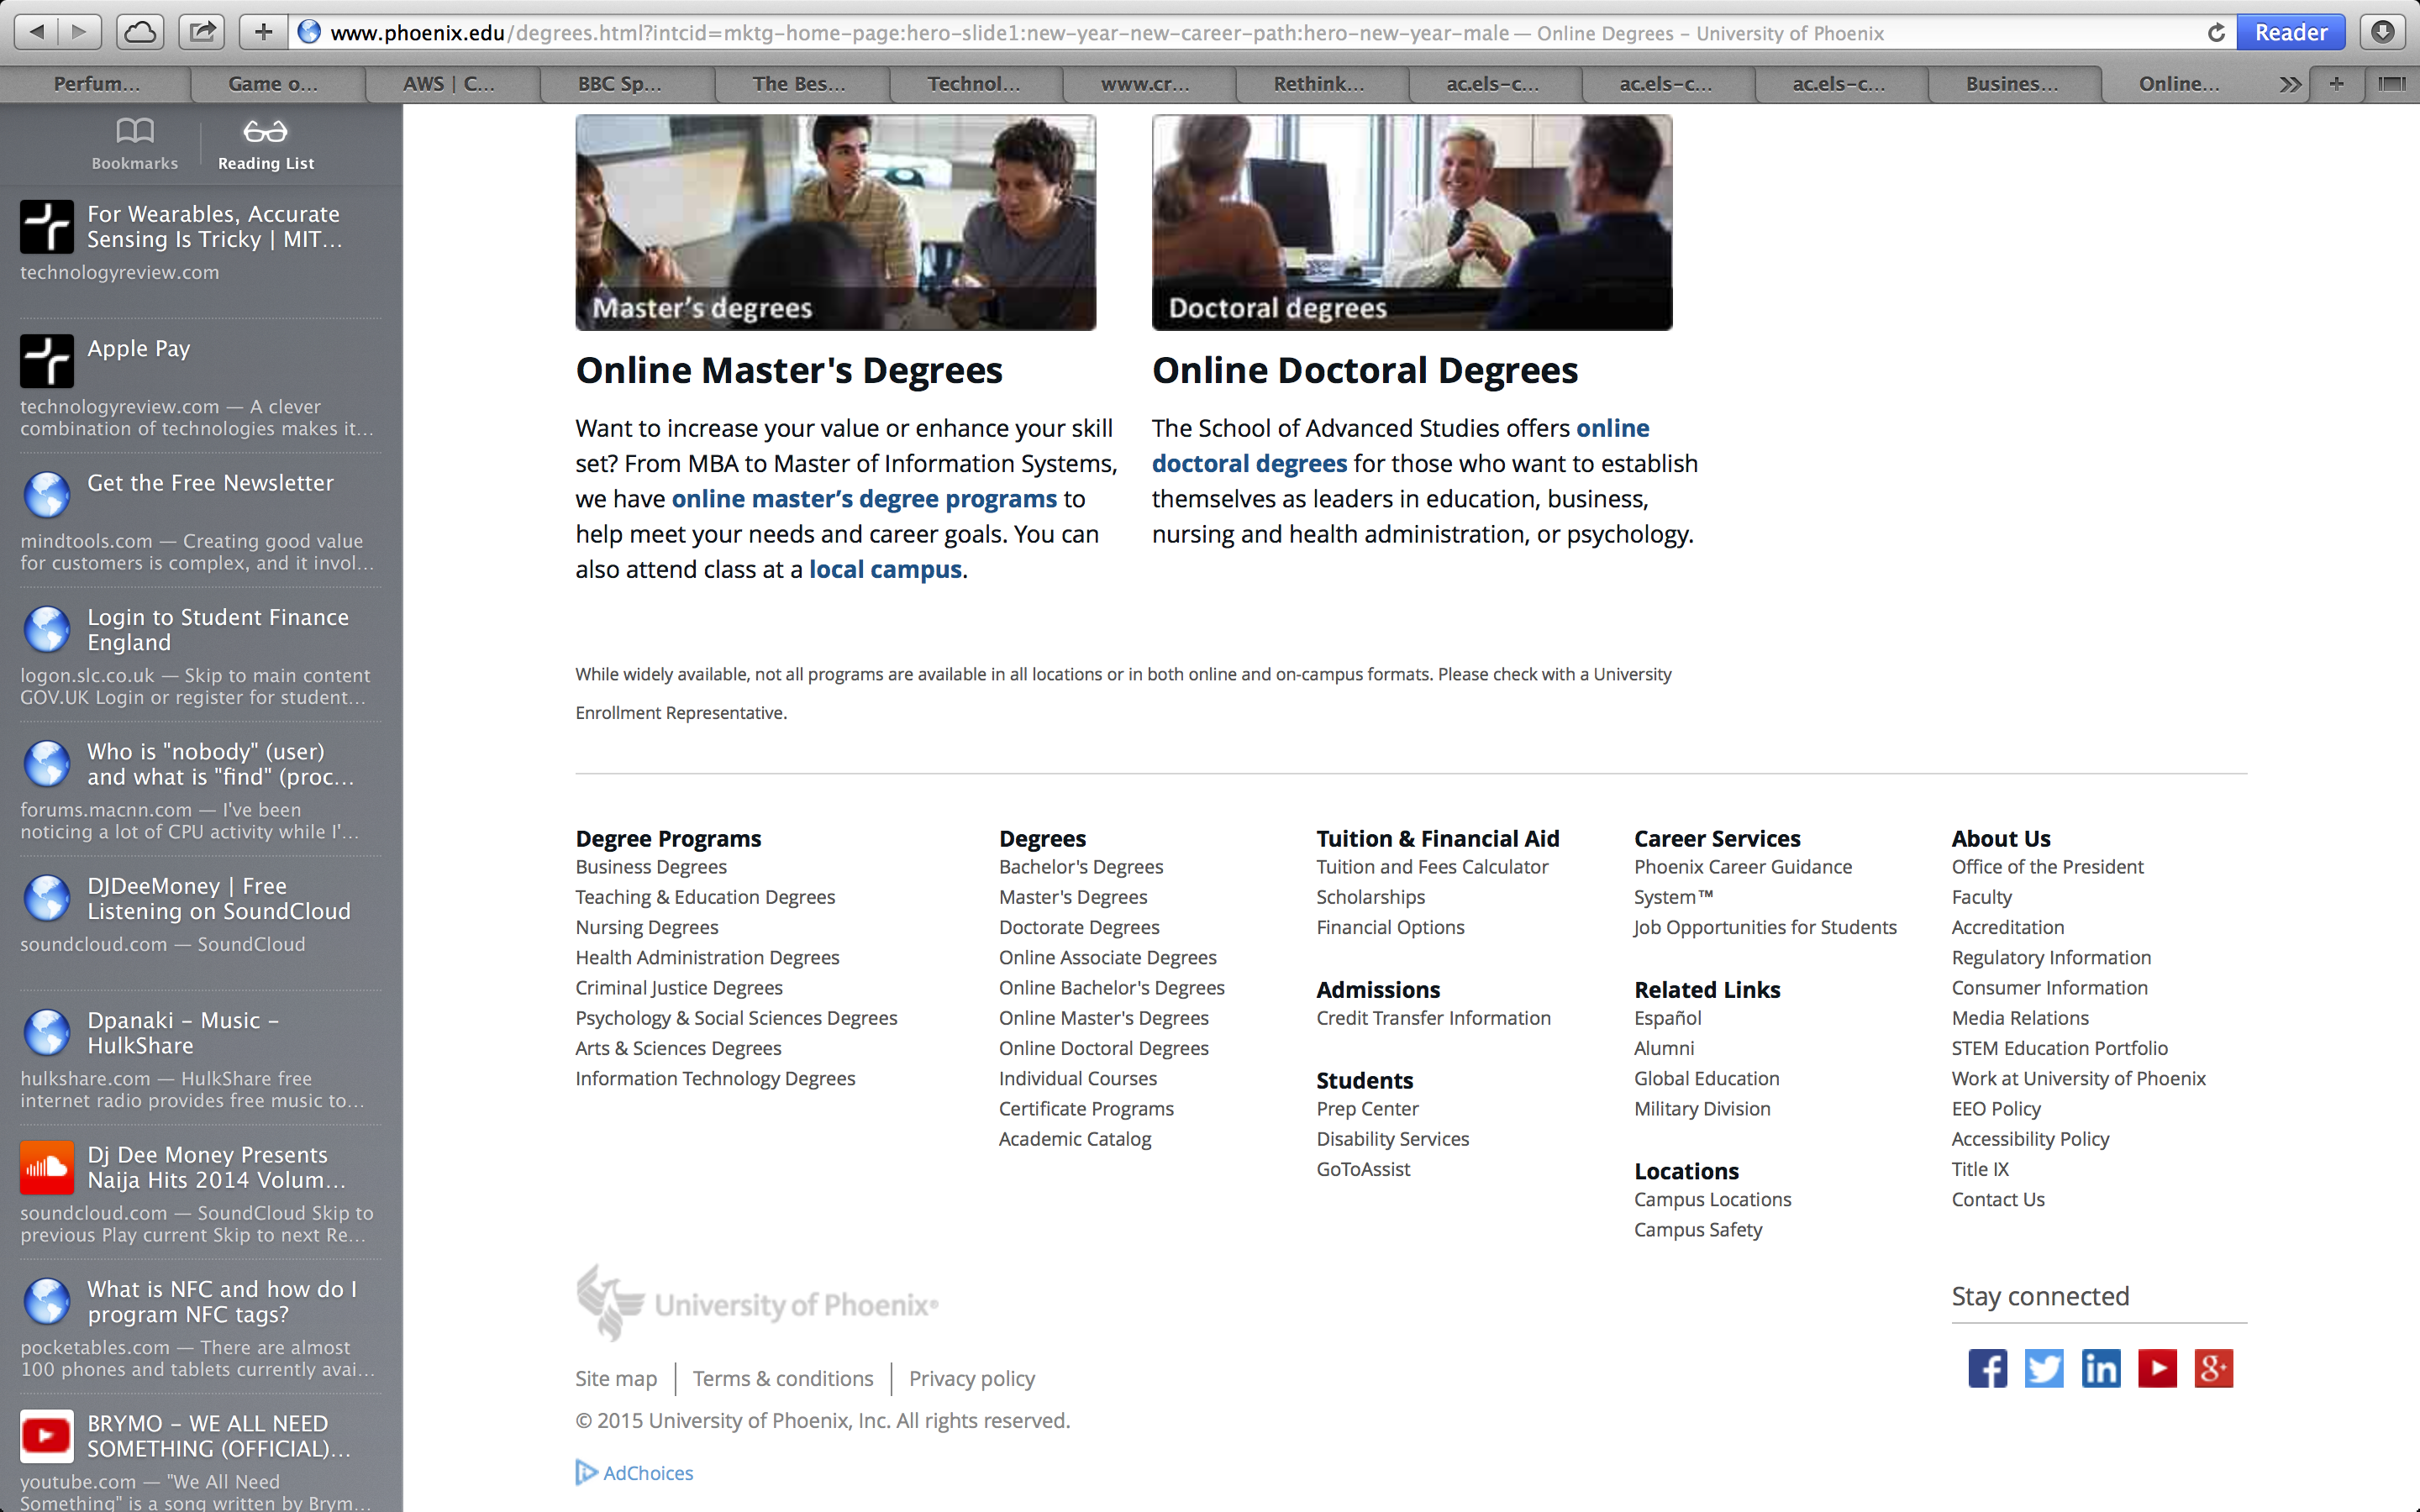 www.phoenix.edu/degrees.html?intcid=mktg-home-page:hero-slide1:new-year-new-career-path:hero-new-year-male — Online Degrees – University of Phoenix
Reader
Perfum...
Game o...
AWS | C...
BBC Sp...
The Bes...
Technol...
www.cr...
Rethink...
ac.els-c...
ac.els-c...
ac.els-c...
Busines...
Online...
Bookmarks
Reading List
For Wearables, Accurate
Sensing Is Tricky | MIT...
technologyreview.com
Apple Pay
technologyreview.com — A clever
combination of technologies makes it...
Get the Free Newsletter
mindtools.com — Creating good value
for customers is complex, and it invol...
Login to Student Finance
England
logon.slc.co.uk — Skip to main content
GOV.UK Login or register for student...
Who is "nobody" (user)
and what is "find" (proc...
forums.macnn.com — I've been
noticing a lot of CPU activity while I'...
DJDeeMoney | Free
Listening on SoundCloud
soundcloud.com — SoundCloud
Dpanaki – Music –
HulkShare
hulkshare.com — HulkShare free
internet radio provides free music to...
Dj Dee Money Presents
Naija Hits 2014 Volum...
soundcloud.com — SoundCloud Skip to
previous Play current Skip to next Re...
What is NFC and how do I
program NFC tags?
pocketables.com — There are almost
100 phones and tablets currently avai...
BRYMO – WE ALL NEED
SOMETHING (OFFICIAL)...
youtube.com — "We All Need
Something" is a song written by Brym...
Master's degrees
Online Master's Degrees
Want to increase your value or enhance your skill
set? From MBA to Master of Information Systems,
we have online master's degree programs to
help meet your needs and career goals. You can
also attend class at a local campus.
Doctoral degrees
Online Doctoral Degrees
The School of Advanced Studies offers online
doctoral degrees for those who want to establish
themselves as leaders in education, business,
nursing and health administration, or psychology.
While widely available, not all programs are available in all locations or in both online and on-campus formats. Please check with a University
Enrollment Representative.
Degree Programs
Business Degrees
Teaching & Education Degrees
Nursing Degrees
Health Administration Degrees
Criminal Justice Degrees
Psychology & Social Sciences Degrees
Arts & Sciences Degrees
Information Technology Degrees
Degrees
Bachelor's Degrees
Master's Degrees
Doctorate Degrees
Online Associate Degrees
Online Bachelor's Degrees
Online Master's Degrees
Online Doctoral Degrees
Individual Courses
Certificate Programs
Academic Catalog
Tuition & Financial Aid
Tuition and Fees Calculator
Scholarships
Financial Options
Admissions
Credit Transfer Information
Students
Prep Center
Disability Services
GoToAssist
Career Services
Phoenix Career Guidance
System™
Job Opportunities for Students
Related Links
Español
Alumni
Global Education
Military Division
Locations
Campus Locations
Campus Safety
About Us
Office of the President
Faculty
Accreditation
Regulatory Information
Consumer Information
Media Relations
STEM Education Portfolio
Work at University of Phoenix
EEO Policy
Accessibility Policy
Title IX
Contact Us
University of Phoenix®
Stay connected
Site map
Terms & conditions
Privacy policy
© 2015 University of Phoenix, Inc. All rights reserved.
AdChoices